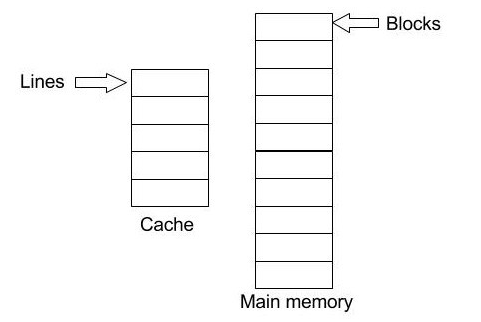 Blocks
Lines
Cache
Main memory